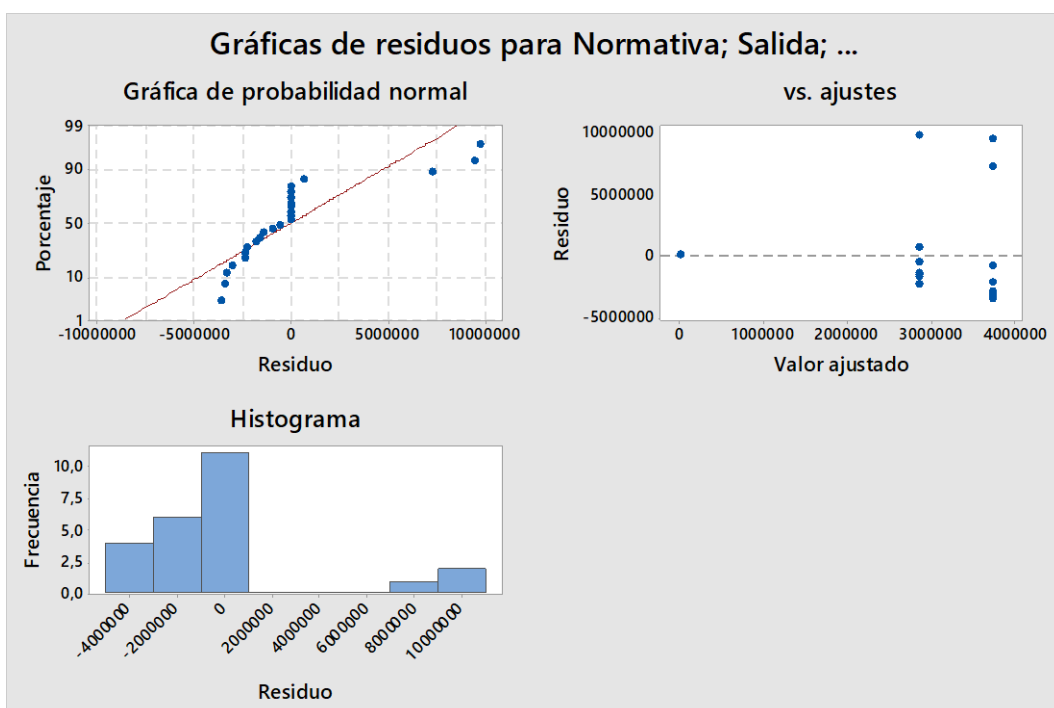 Gráficas de residuos para Normativa; Salida; ...
Gráfica de probabilidad normal
99
90
50
10
1
Porcentaje
-10000000 -5000000 0 5000000 10000000
Residuo
vs. ajustes
10000000
5000000
0
-5000000
Residuo
0 1000000 2000000 3000000 4000000
Valor ajustado
Histograma
10,0
7,5
5,0
2,5
0,0
Frecuencia
-4000000 -2000000 0 2000000 4000000 6000000 8000000 10000000
Residuo